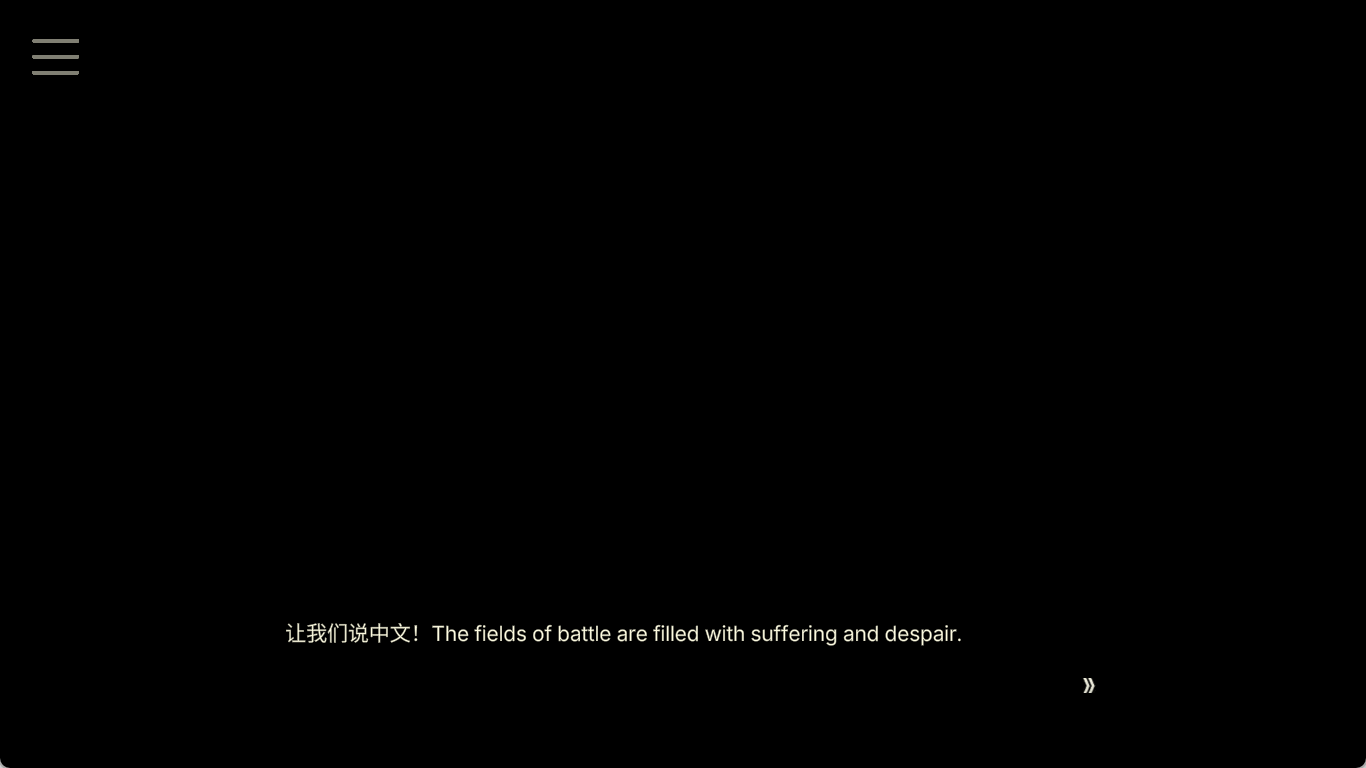 让我们说中文！The fields of battle are filled with suffering and despair.